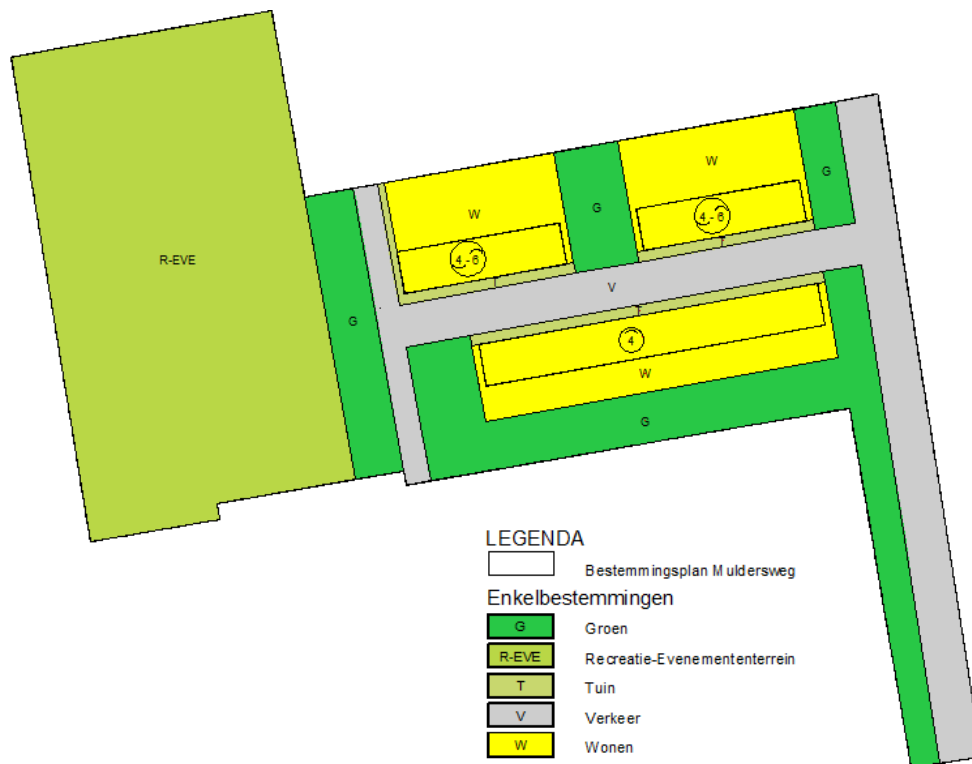 G
W
W
G
4.-6
R-EVE
4.-6
T
T
V
G
T
4
W
G
LEGENDA
Bestemmingsplan Muldersweg
Enkelbestemmingen
G Groen
R-EVE Recreatie-Evenemententerrein
T Tuin
V Verkeer
W Wonen